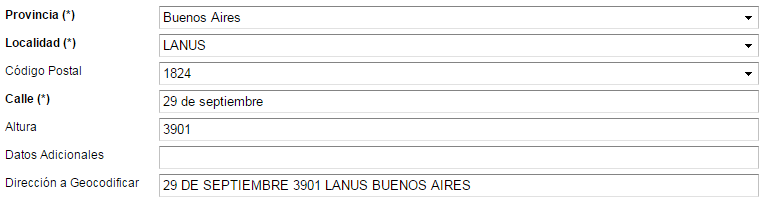 Provincia (*) Buenos Aires
Localidad (*) LANUS
Código Postal 1824
Calle (*) 29 de septiembre
Altura 3901
Datos Adicionales
Dirección a Geocodificar 29 DE SEPTIEMBRE 3901 LANUS BUENOS AIRES